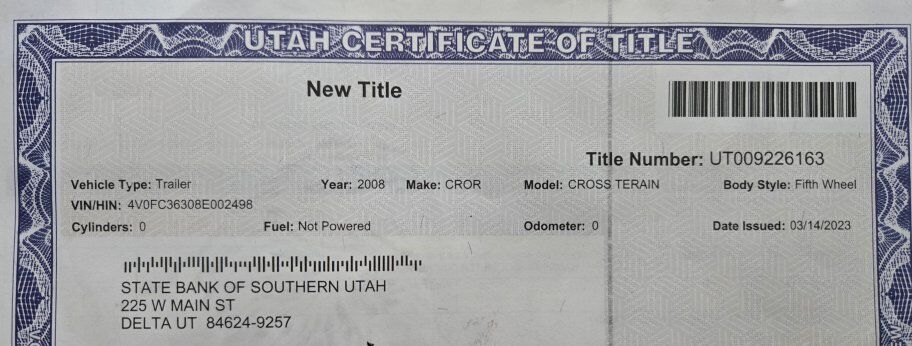 UTAH CERTIFICATE OF TITLE
New Title
Title Number: UT009226163
Vehicle Type: Trailer Year: 2008 Make: CROR Model: CROSS TERAIN Body Style: Fifth Wheel
VIN/HIN: 4V0FC36308E002498
Cylinders: 0 Fuel: Not Powered Odometer: 0 Date Issued: 03/14/2023
STATE BANK OF SOUTHERN UTAH
225 W MAIN ST
DELTA UT 84624-9257